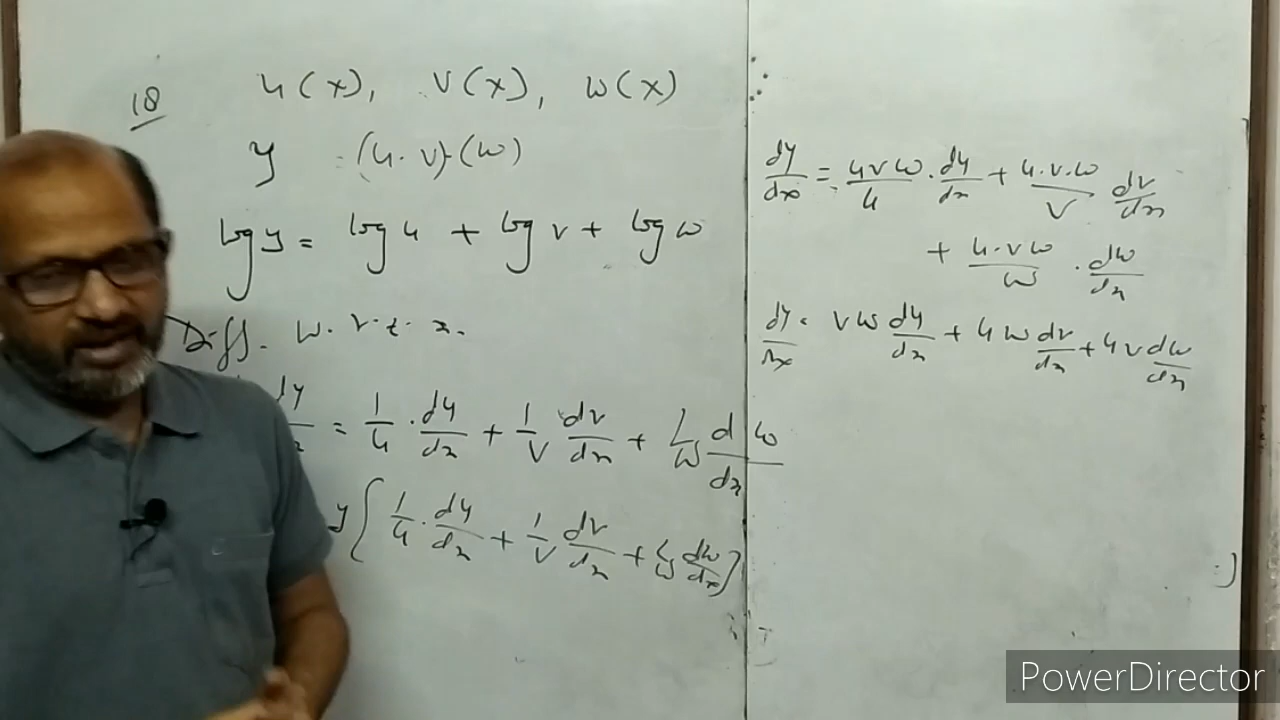 18
u(x), v(x), w(x)
y = (u·v)·(w)
log y = log u + log v + log w
Diff. w.r.t. x.
dy = 1/u · du/dx + 1/v dv/dx + 1/w d w/dx
y { 1/u · du/dx + 1/v dv/dx + 1/w dw/dx }
dy/dx = uvw/u · du/dx + u.v.w/v dv/dx
+ u.vw/w · dw/dx
dy/dx = vw du/dx + uw dv/dx + uv dw/dx
PowerDirector